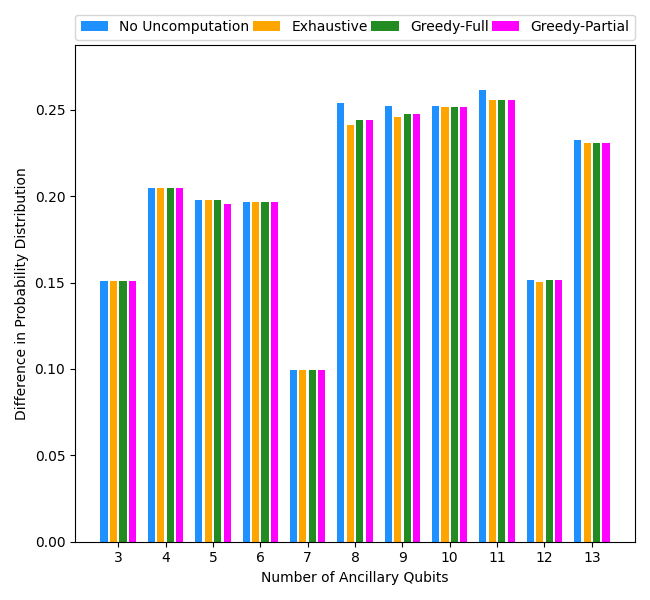 No Uncomputation Exhaustive Greedy-Full Greedy-Partial
Difference in Probability Distribution
0.25
0.20
0.15
0.10
0.05
0.00
3 4 5 6 7 8 9 10 11 12 13
Number of Ancillary Qubits